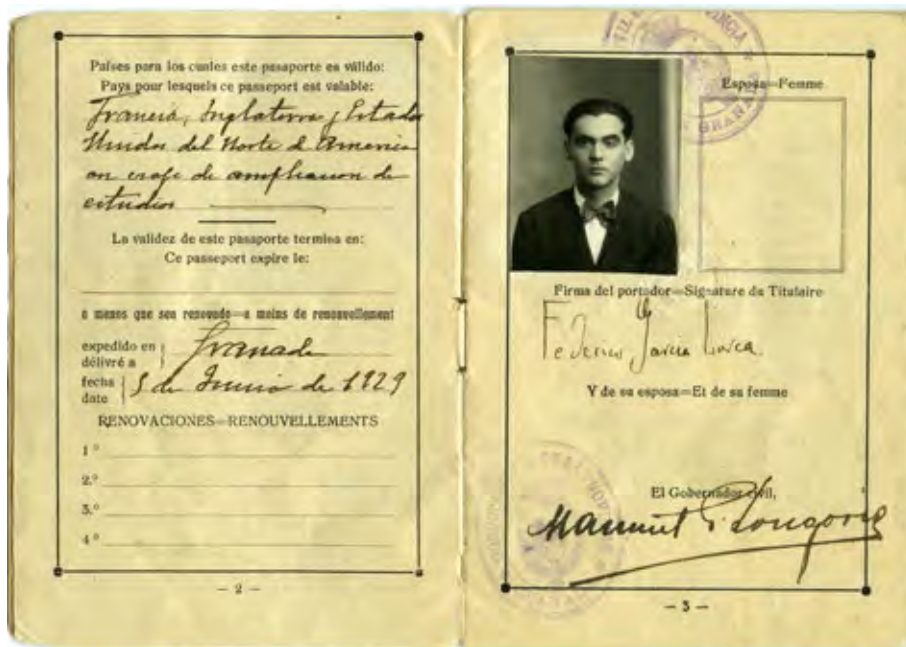 Países para los cuales este pasaporte es válido:
Pays pour lesquels ce passeport est valable:
Francia, Inglaterra y Estados
Unidos del Norte de America
en viaje de ampliacion de
estudios
La validez de este pasaporte termina en:
Ce passeport expire le:
a menos que sea renovado=a moins de renouvellement
expedido en
délivré a
Granada
fecha
date
5 de Junio de 1929
RENOVACIONES=RENOUVELLEMENTS
1º
2.º
3.º
4º
— 2 —
GRANADA
Esposa=Femme
Firma del portador=Signature du Titulaire
Federico García Lorca.
Y de su esposa=Et de sa femme
El Gobernador civil,
Manuel
— 3 —